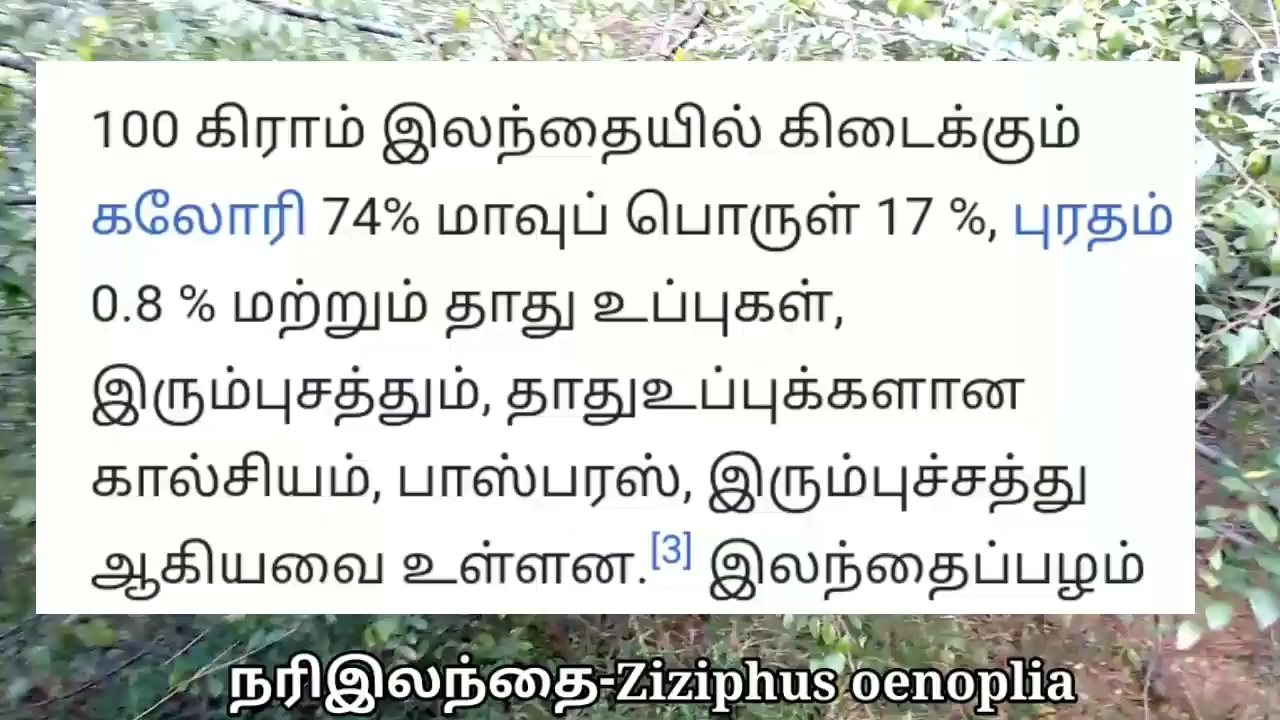 100 கிராம் இலந்தையில் கிடைக்கும்
கலோரி 74% மாவுப் பொருள் 17 %, புரதம்
0.8 % மற்றும் தாது உப்புகள்,
இரும்புசத்தும், தாதுஉப்புக்களான
கால்சியம், பாஸ்பரஸ், இரும்புச்சத்து
ஆகியவை உள்ளன.[3] இலந்தைப்பழம்
நரிஇலந்தை-Ziziphus oenoplia